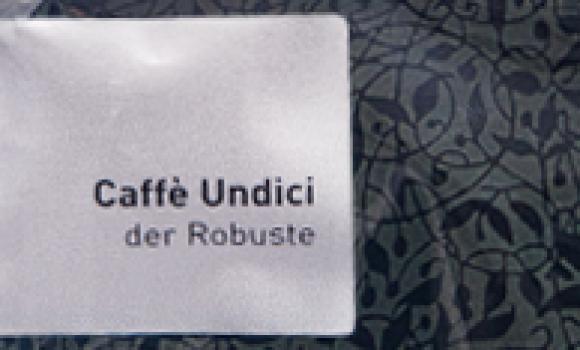 Caffè Undici
der Robuste